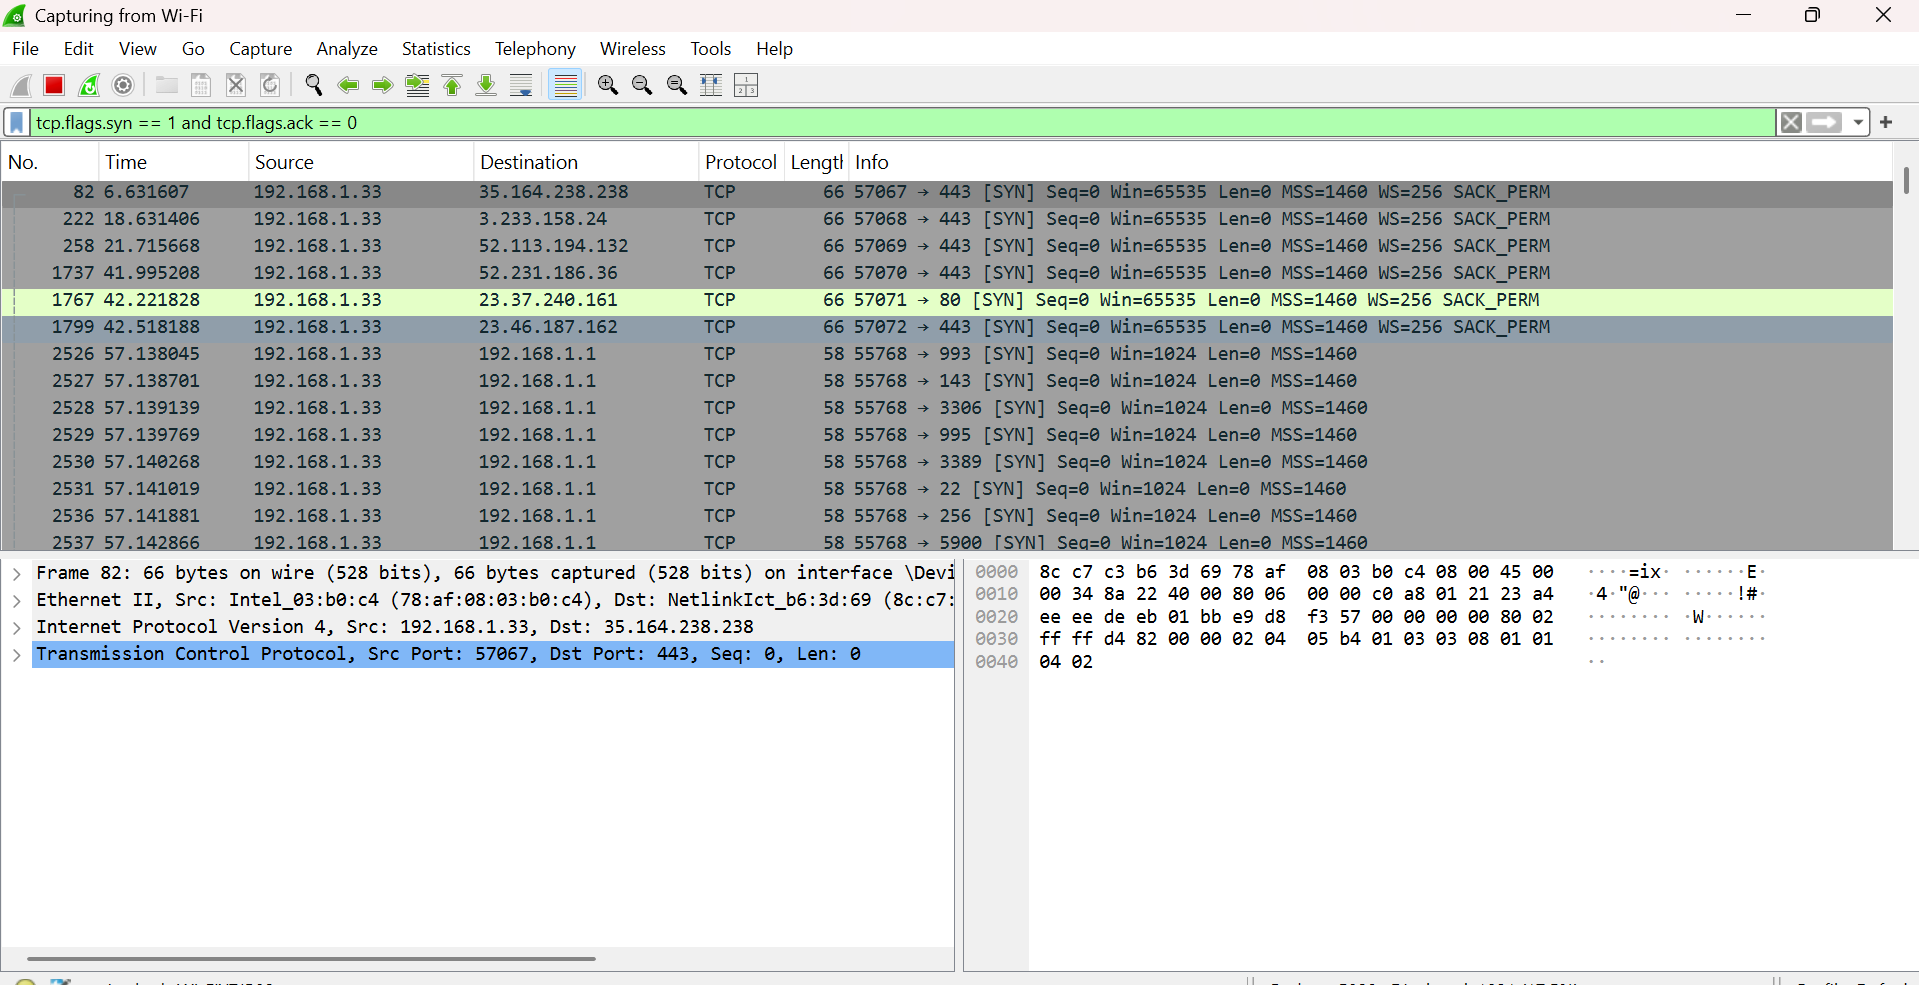 Capturing from Wi-Fi
File Edit View Go Capture Analyze Statistics Telephony Wireless Tools Help
tcp.flags.syn == 1 and tcp.flags.ack == 0
No. Time Source Destination Protocol Lengtl Info
82 6.631607 192.168.1.33 35.164.238.238 TCP 66 57067 → 443 [SYN] Seq=0 Win=65535 Len=0 MSS=1460 WS=256 SACK_PERM
222 18.631406 192.168.1.33 3.233.158.24 TCP 66 57068 → 443 [SYN] Seq=0 Win=65535 Len=0 MSS=1460 WS=256 SACK_PERM
258 21.715668 192.168.1.33 52.113.194.132 TCP 66 57069 → 443 [SYN] Seq=0 Win=65535 Len=0 MSS=1460 WS=256 SACK_PERM
1737 41.995208 192.168.1.33 52.231.186.36 TCP 66 57070 → 443 [SYN] Seq=0 Win=65535 Len=0 MSS=1460 WS=256 SACK_PERM
1767 42.221828 192.168.1.33 23.37.240.161 TCP 66 57071 → 80 [SYN] Seq=0 Win=65535 Len=0 MSS=1460 WS=256 SACK_PERM
1799 42.518188 192.168.1.33 23.46.187.162 TCP 66 57072 → 443 [SYN] Seq=0 Win=65535 Len=0 MSS=1460 WS=256 SACK_PERM
2526 57.138045 192.168.1.33 192.168.1.1 TCP 58 55768 → 993 [SYN] Seq=0 Win=1024 Len=0 MSS=1460
2527 57.138701 192.168.1.33 192.168.1.1 TCP 58 55768 → 143 [SYN] Seq=0 Win=1024 Len=0 MSS=1460
2528 57.139139 192.168.1.33 192.168.1.1 TCP 58 55768 → 3306 [SYN] Seq=0 Win=1024 Len=0 MSS=1460
2529 57.139769 192.168.1.33 192.168.1.1 TCP 58 55768 → 995 [SYN] Seq=0 Win=1024 Len=0 MSS=1460
2530 57.140268 192.168.1.33 192.168.1.1 TCP 58 55768 → 3389 [SYN] Seq=0 Win=1024 Len=0 MSS=1460
2531 57.141019 192.168.1.33 192.168.1.1 TCP 58 55768 → 22 [SYN] Seq=0 Win=1024 Len=0 MSS=1460
2536 57.141881 192.168.1.33 192.168.1.1 TCP 58 55768 → 256 [SYN] Seq=0 Win=1024 Len=0 MSS=1460
2537 57.142866 192.168.1.33 192.168.1.1 TCP 58 55768 → 5900 [SYN] Seq=0 Win=1024 Len=0 MSS=1460
Frame 82: 66 bytes on wire (528 bits), 66 bytes captured (528 bits) on interface \Devi
Ethernet II, Src: Intel_03:b0:c4 (78:af:08:03:b0:c4), Dst: NetlinkIct_b6:3d:69 (8c:c7:
Internet Protocol Version 4, Src: 192.168.1.33, Dst: 35.164.238.238
Transmission Control Protocol, Src Port: 57067, Dst Port: 443, Seq: 0, Len: 0
0000 8c c7 c3 b6 3d 69 78 af 08 03 b0 c4 08 00 45 00 ····=ix· ······E·
0010 00 34 8a 22 40 00 80 06 00 00 c0 a8 01 21 23 a4 ·4·"@··· ·····!#·
0020 ee ee de eb 01 bb e9 d8 f3 57 00 00 00 00 80 02 ········ ·W······
0030 ff ff d4 82 00 00 02 04 05 b4 01 03 03 08 01 01 ········ ········
0040 04 02 ··